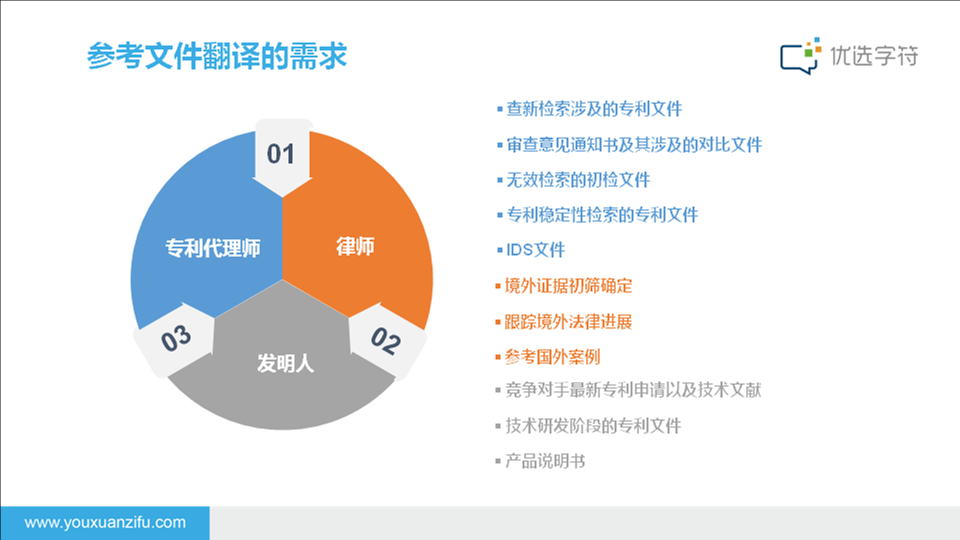 参考文件翻译的需求
优选字符
01
专利代理师
律师
03
02
发明人
▪查新检索涉及的专利文件
▪审查意见通知书及其涉及的对比文件
▪无效检索的初检文件
▪专利稳定性检索的专利文件
▪IDS文件
▪境外证据初筛确定
▪跟踪境外法律进展
▪参考国外案例
▪竞争对手最新专利申请以及技术文献
▪技术研发阶段的专利文件
▪产品说明书
www.youxuanzifu.com